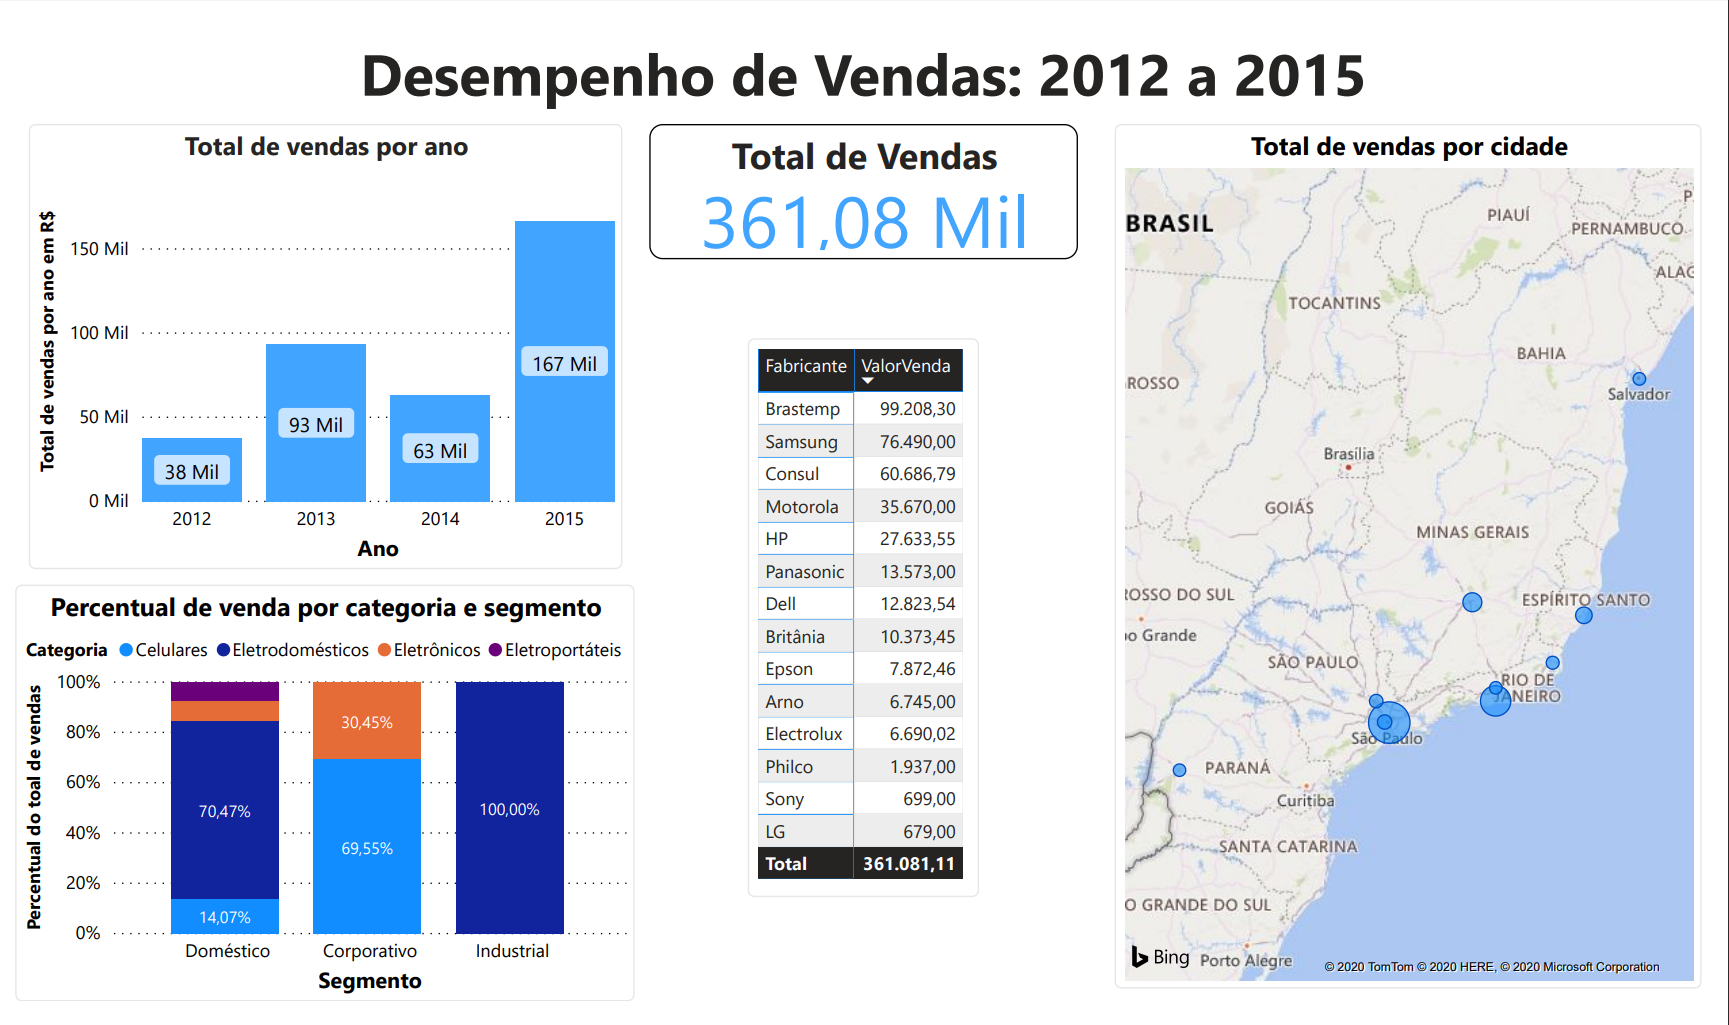 Desempenho de Vendas: 2012 a 2015
Total de vendas por ano
Total de vendas por ano em R$
150 Mil
100 Mil
50 Mil
0 Mil
38 Mil
93 Mil
63 Mil
167 Mil
2012
2013
2014
2015
Ano
Total de Vendas
361,08 Mil
Percentual de venda por categoria e segmento
Categoria Celulares Eletrodomésticos Eletrônicos Eletroportáteis
Percentual do toal de vendas
100%
80%
60%
40%
20%
0%
70,47%
14,07%
30,45%
69,55%
100,00%
Doméstico
Corporativo
Industrial
Segmento
Fabricante ValorVenda
Brastemp 99.208,30
Samsung 76.490,00
Consul 60.686,79
Motorola 35.670,00
HP 27.633,55
Panasonic 13.573,00
Dell 12.823,54
Britânia 10.373,45
Epson 7.872,46
Arno 6.745,00
Electrolux 6.690,02
Philco 1.937,00
Sony 699,00
LG 679,00
Total 361.081,11
Total de vendas por cidade
P.
BRASIL
PIAUÍ
PERNAMBUCO
ALAG
TOCANTINS
BAHIA
ROSSO
Salvador
Brasília
GOIÁS
MINAS GERAIS
ROSSO DO SUL
ESPÍRITO SANTO
o Grande
SÃO PAULO
RIO DE
JANEIRO
São Paulo
PARANÁ
Curitiba
SANTA CATARINA
O GRANDE DO SUL
Bing
Porto Alegre
© 2020 TomTom © 2020 HERE, © 2020 Microsoft Corporation